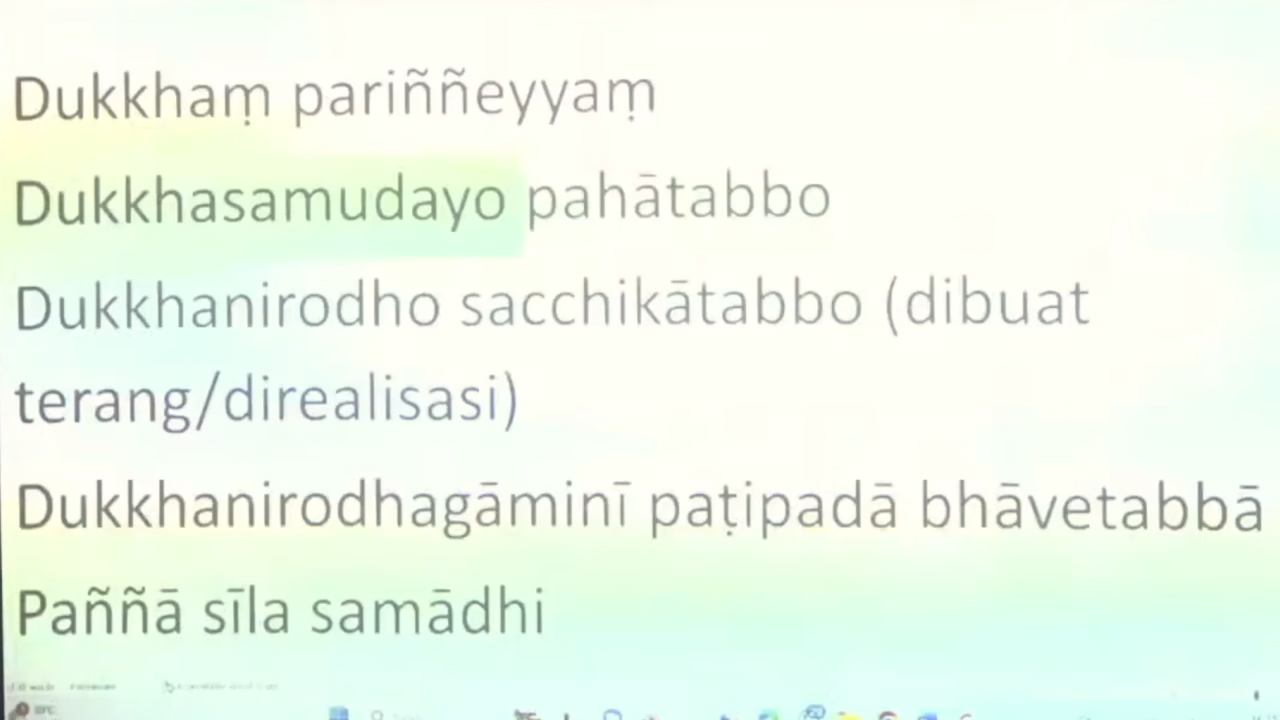 Dukkhaṃ pariññeyyaṃ
Dukkhasamudayo pahātabbo
Dukkhanirodho sacchikātabbo (dibuat
terang/direalisasi)
Dukkhanirodhagāminī paṭipadā bhāvetabbā
Paññā sīla samādhi